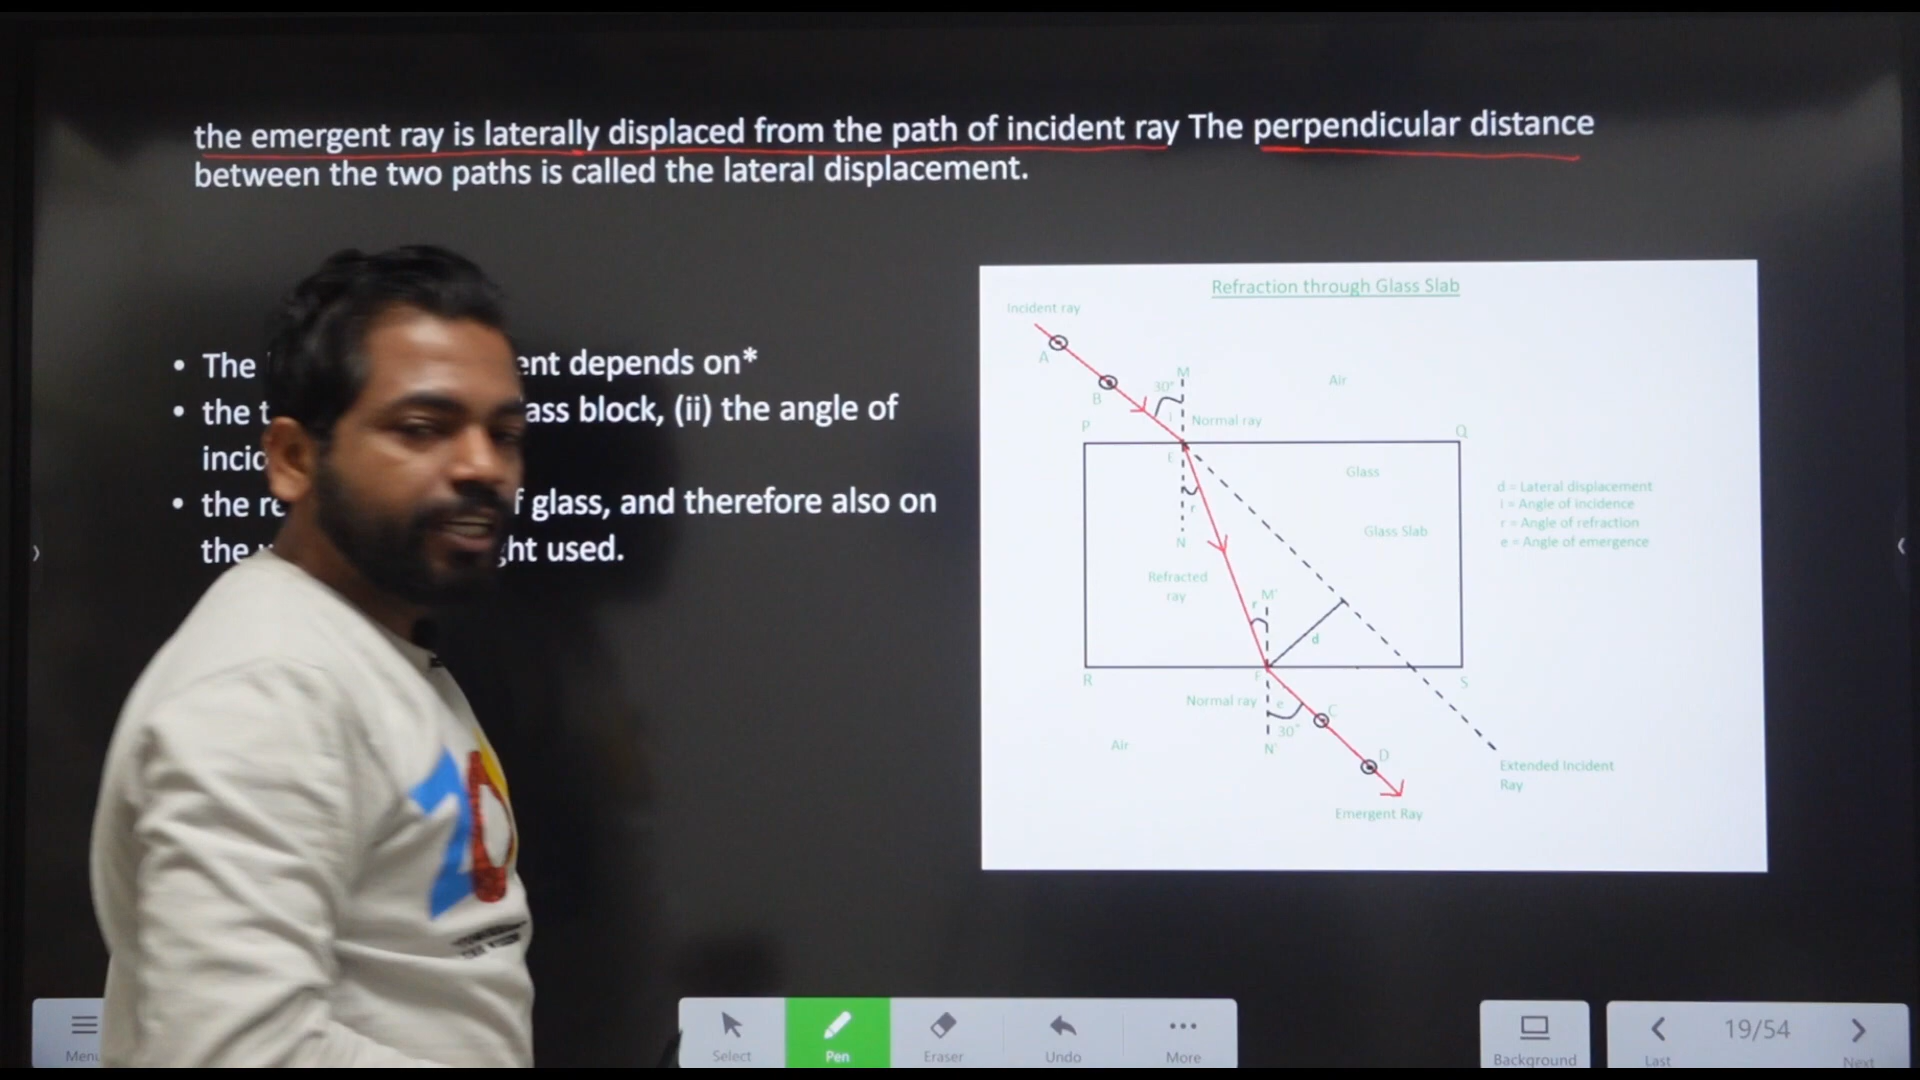 the emergent ray is laterally displaced from the path of incident ray The perpendicular distance
between the two paths is called the lateral displacement.
• The ent depends on*
• the t ass block, (ii) the angle of
incid
• the re f glass, and therefore also on
the ght used.
Refraction through Glass Slab
Incident ray
A
B
30°
M
i
Normal ray
Air
P
Q
E
Glass
r
N
Glass Slab
d = Lateral displacement
i = Angle of incidence
r = Angle of refraction
e = Angle of emergence
Refracted
ray
r
M'
d
R
F
S
Normal ray
e
30°
C
N'
Air
D
Extended Incident
Ray
Emergent Ray
Menu
Select
Pen
Eraser
Undo
More
Background
Last
19/54
Next